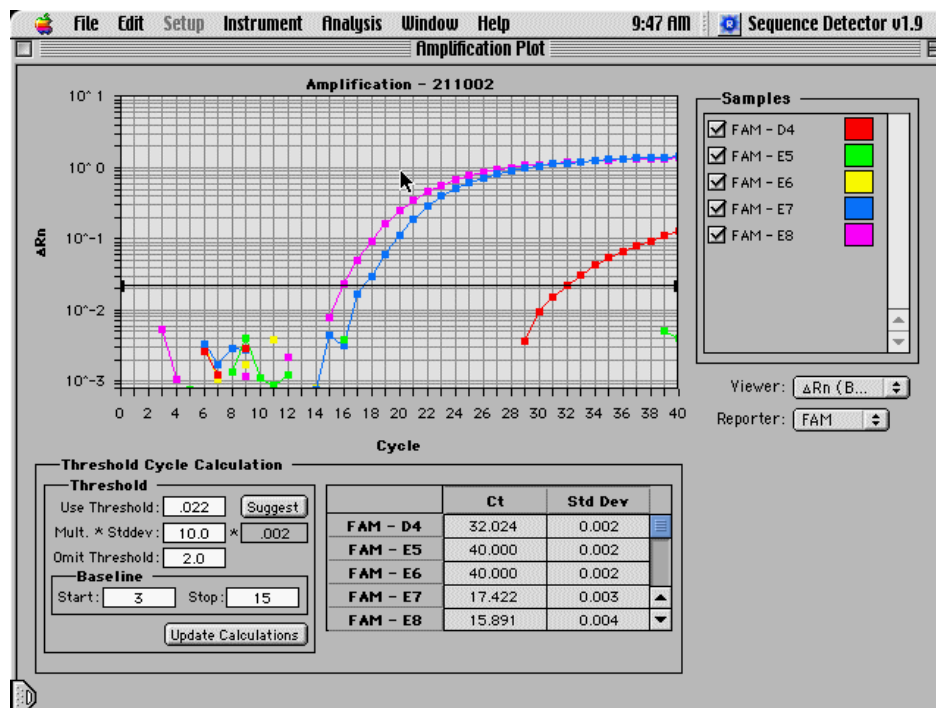 File Edit Setup Instrument Analysis Window Help 9:47 AM Sequence Detector v1.9
Amplification Plot
Amplification - 211002
10^ 1
10^ 0
10^-1
10^-2
10^-3
ΔRn
0 2 4 6 8 10 12 14 16 18 20 22 24 26 28 30 32 34 36 38 40
Cycle
Samples
FAM - D4
FAM - E5
FAM - E6
FAM - E7
FAM - E8
Viewer: ΔRn (B...
Reporter: FAM
Threshold Cycle Calculation
Threshold
Use Threshold: .022 Suggest
Mult. * Stddev: 10.0 * .002
Omit Threshold: 2.0
Baseline
Start: 3 Stop: 15
Update Calculations
Ct Std Dev
FAM - D4 32.024 0.002
FAM - E5 40.000 0.002
FAM - E6 40.000 0.002
FAM - E7 17.422 0.003
FAM - E8 15.891 0.004